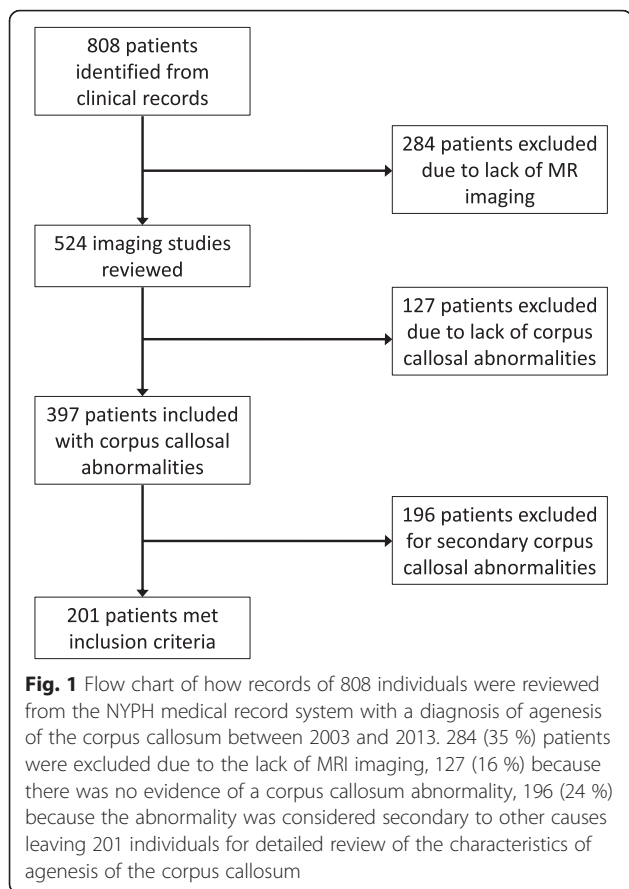 808 patients
identified from
clinical records
284 patients excluded
due to lack of MR
imaging
524 imaging studies
reviewed
127 patients excluded
due to lack of corpus
callosal abnormalities
397 patients included
with corpus callosal
abnormalities
196 patients excluded
for secondary corpus
callosal abnormalities
201 patients met
inclusion criteria
Fig. 1 Flow chart of how records of 808 individuals were reviewed
from the NYPH medical record system with a diagnosis of agenesis
of the corpus callosum between 2003 and 2013. 284 (35 %) patients
were excluded due to the lack of MRI imaging, 127 (16 %) because
there was no evidence of a corpus callosum abnormality, 196 (24 %)
because the abnormality was considered secondary to other causes
leaving 201 individuals for detailed review of the characteristics of
agenesis of the corpus callosum